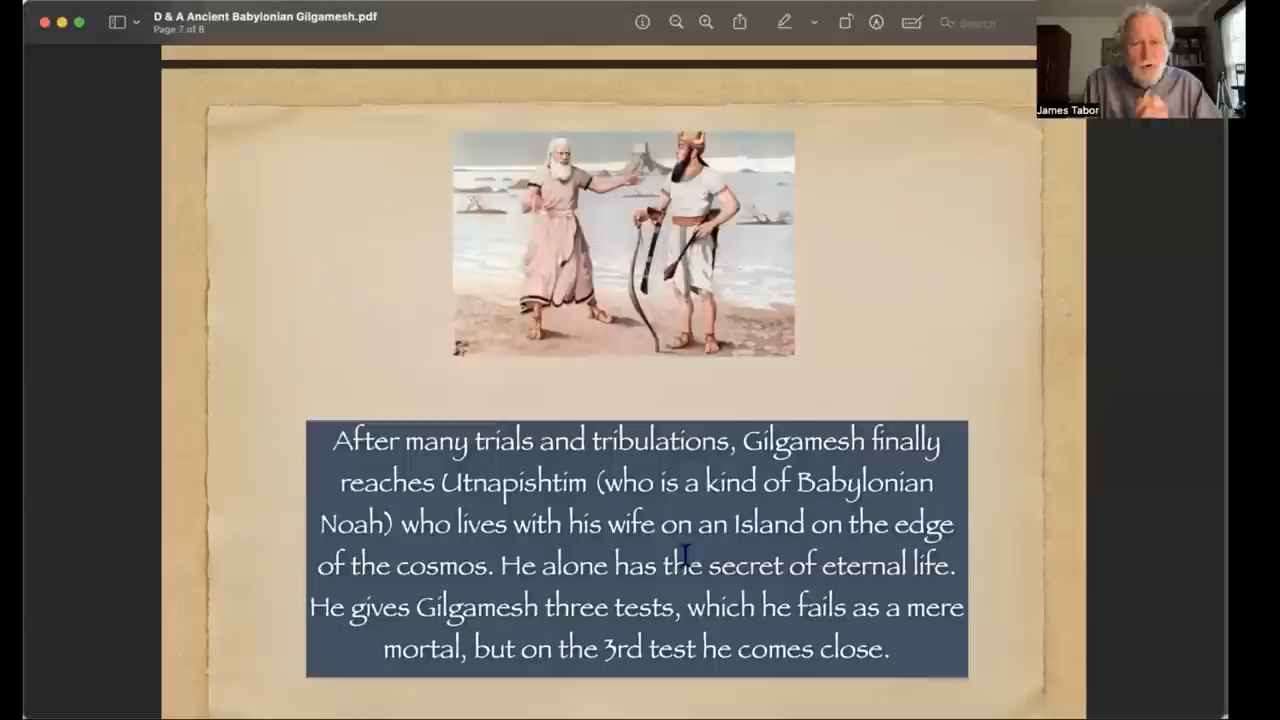 D & A Ancient Babylonian Gilgamesh.pdf
Page 7 of 8
Search
James Tabor
After many trials and tribulations, Gilgamesh finally
reaches Utnapishtim (who is a kind of Babylonian
Noah) who lives with his wife on an Island on the edge
of the cosmos. He alone has the secret of eternal life.
He gives Gilgamesh three tests, which he fails as a mere
mortal, but on the 3rd test he comes close.